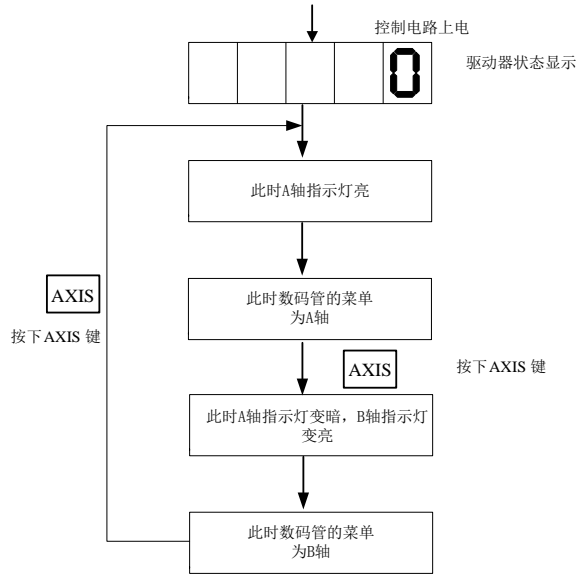 控制电路上电
0
驱动器状态显示
此时A轴指示灯亮
此时数码管的菜单
为A轴
AXIS
按下AXIS 键
AXIS
按下AXIS 键
此时A轴指示灯变暗，B轴指示灯
变亮
此时数码管的菜单
为B轴